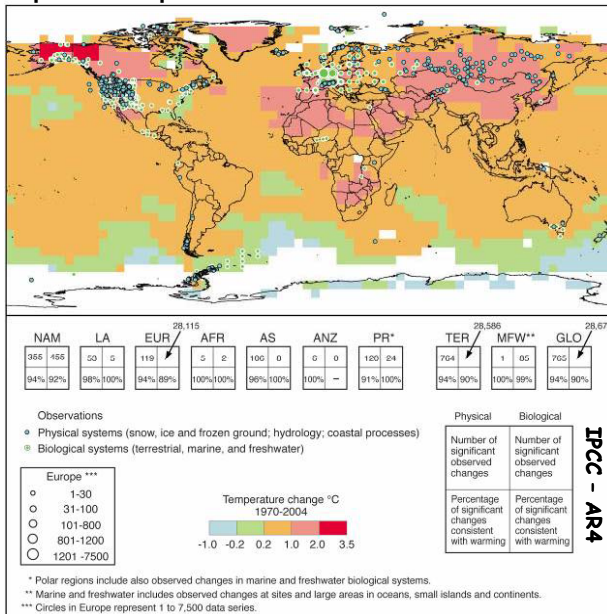 28,115 28,586 28,67
NAM LA EUR AFR AS ANZ PR* TER MFW** GLO
355 455 53 5 119 5 2 106 0 6 0 120 24 764 1 85 765
94% 92% 98% 100% 94% 89% 100% 100% 96% 100% 100% – 91% 100% 94% 90% 100% 99% 94% 90%
Observations
Physical systems (snow, ice and frozen ground; hydrology; coastal processes)
Biological systems (terrestrial, marine, and freshwater)
Europe ***
1-30
31-100
101-800
801-1200
1201 -7500
Temperature change °C
1970-2004
-1.0 -0.2 0.2 1.0 2.0 3.5
Physical Biological
Number of Number of
significant significant
observed observed
changes changes
Percentage Percentage
of significant of significant
changes changes
consistent consistent
with warming with warming
IPCC - AR4
* Polar regions include also observed changes in marine and freshwater biological systems.
** Marine and freshwater includes observed changes at sites and large areas in oceans, small islands and continents.
*** Circles in Europe represent 1 to 7,500 data series.